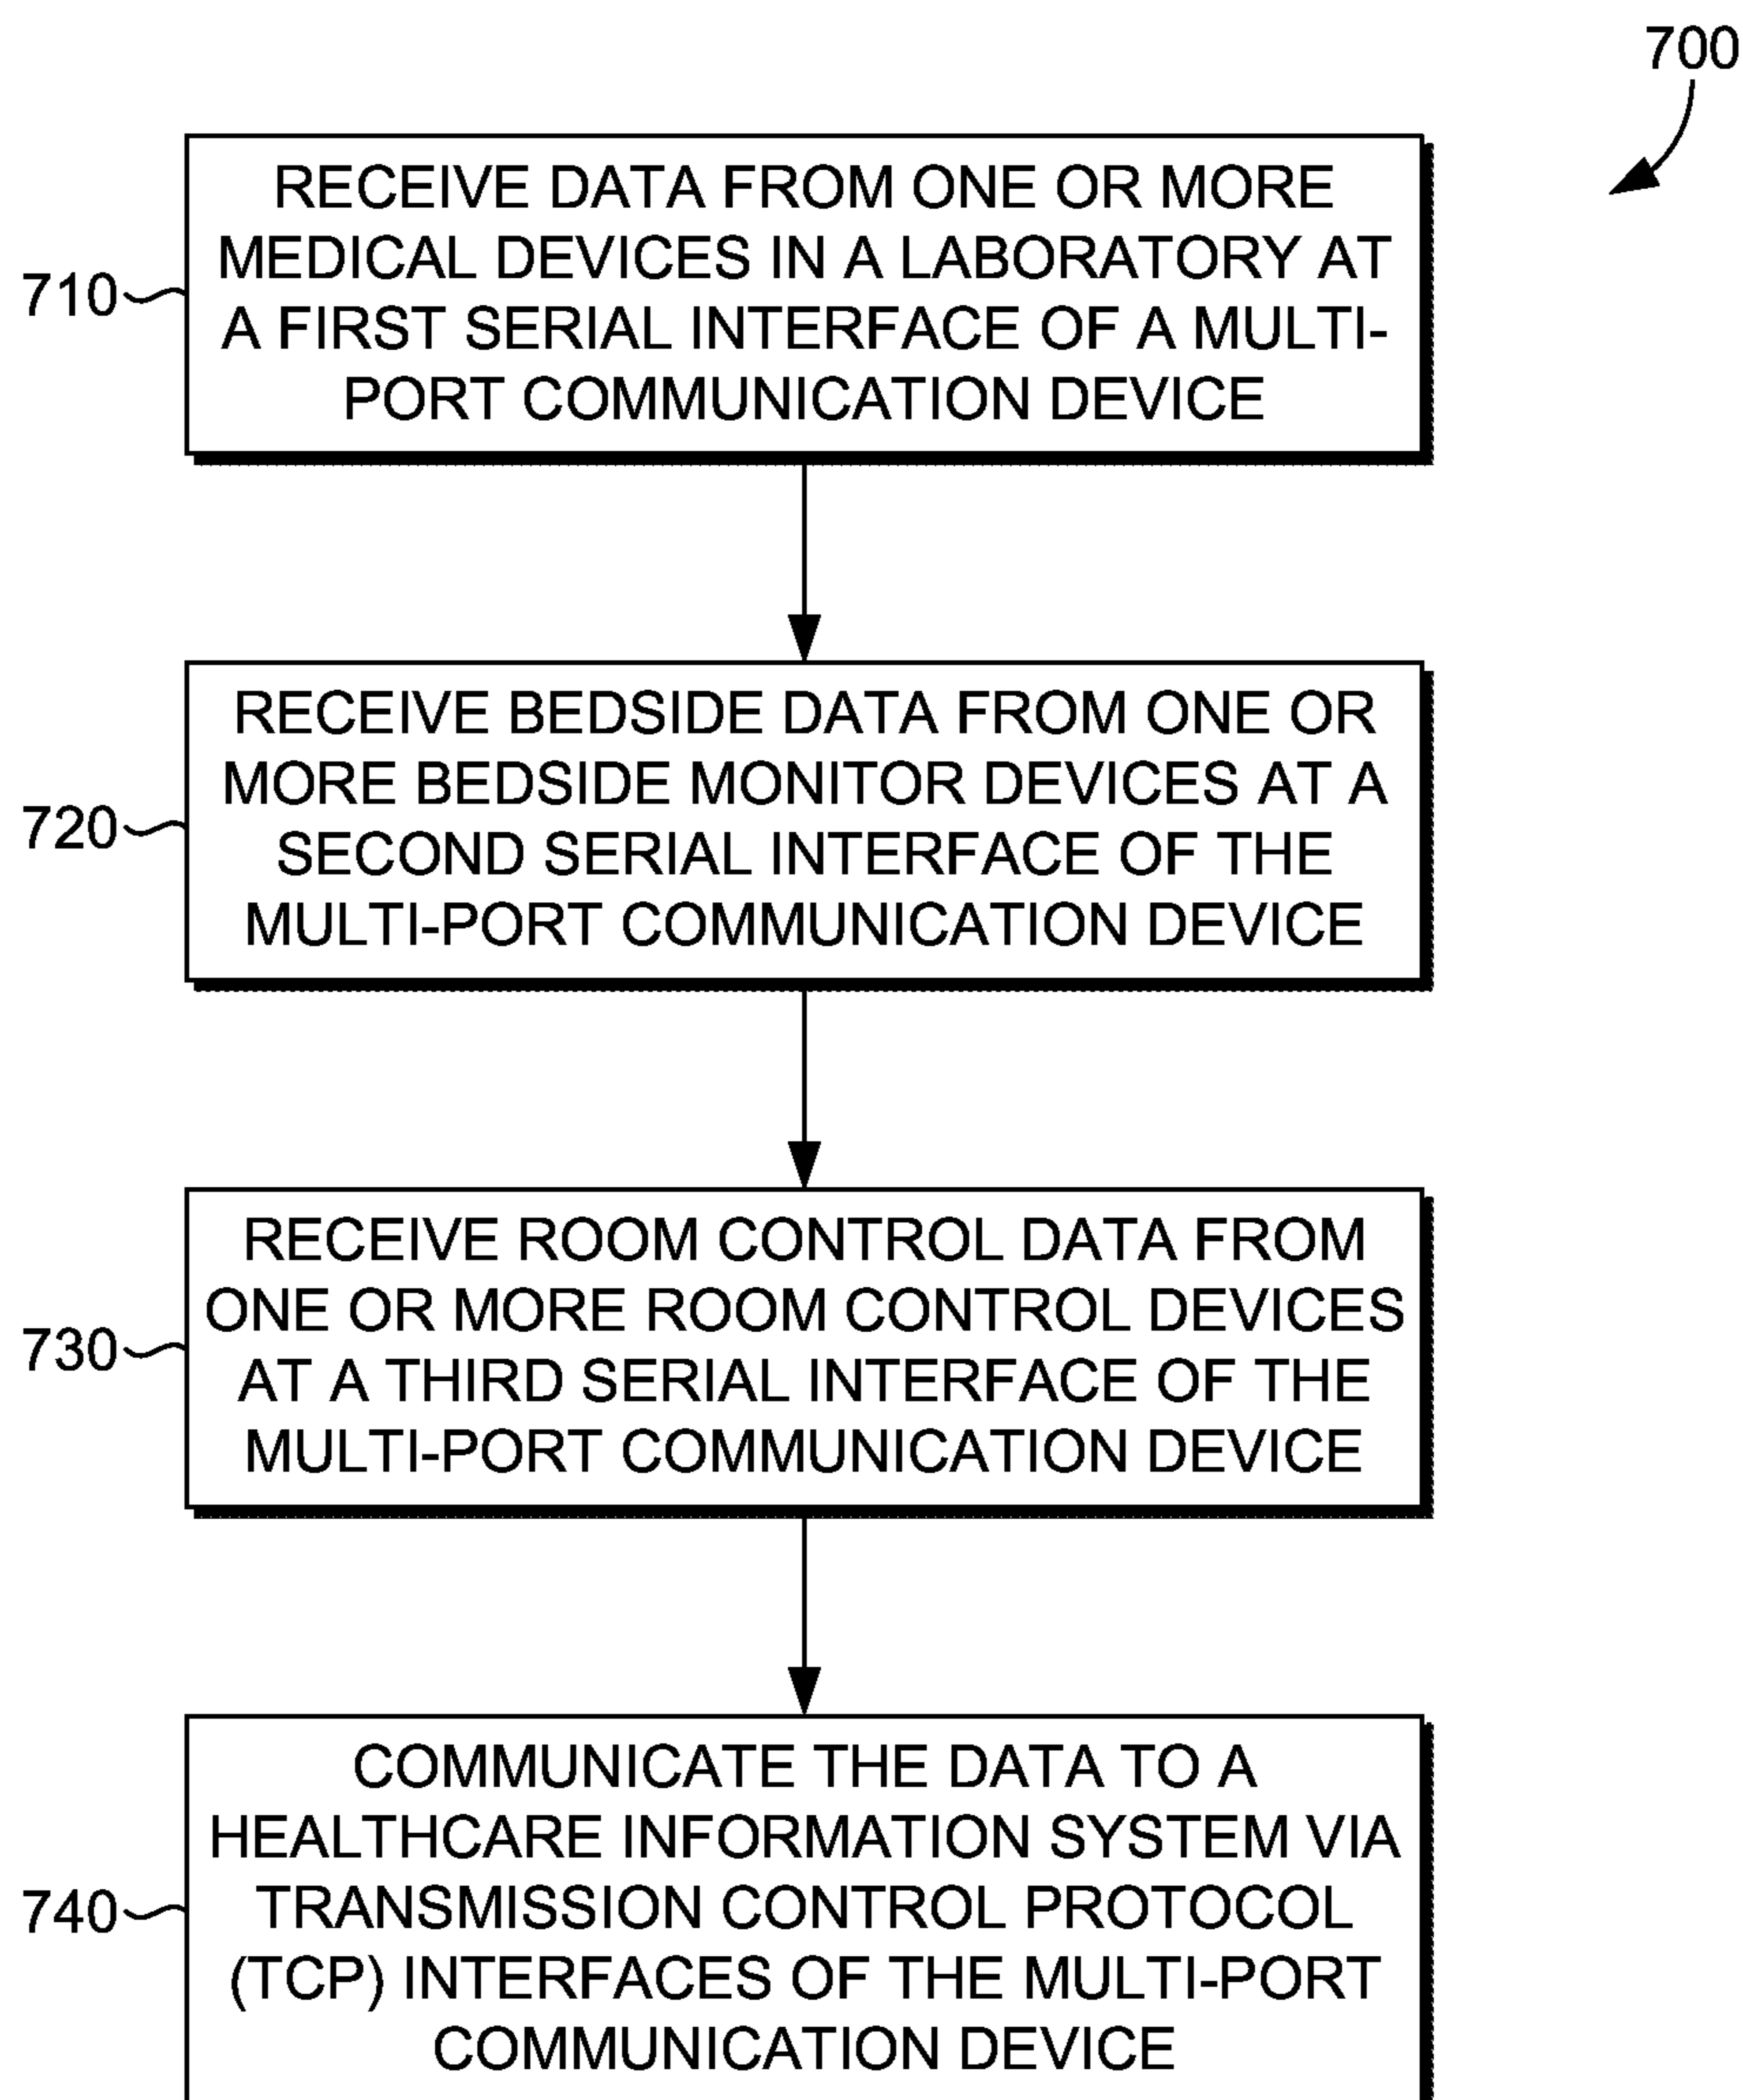 700
RECEIVE DATA FROM ONE OR MORE
MEDICAL DEVICES IN A LABORATORY AT
A FIRST SERIAL INTERFACE OF A MULTI-
PORT COMMUNICATION DEVICE
710
RECEIVE BEDSIDE DATA FROM ONE OR
MORE BEDSIDE MONITOR DEVICES AT A
SECOND SERIAL INTERFACE OF THE
MULTI-PORT COMMUNICATION DEVICE
720
RECEIVE ROOM CONTROL DATA FROM
ONE OR MORE ROOM CONTROL DEVICES
AT A THIRD SERIAL INTERFACE OF THE
MULTI-PORT COMMUNICATION DEVICE
730
COMMUNICATE THE DATA TO A
HEALTHCARE INFORMATION SYSTEM VIA
TRANSMISSION CONTROL PROTOCOL
(TCP) INTERFACES OF THE MULTI-PORT
COMMUNICATION DEVICE
740